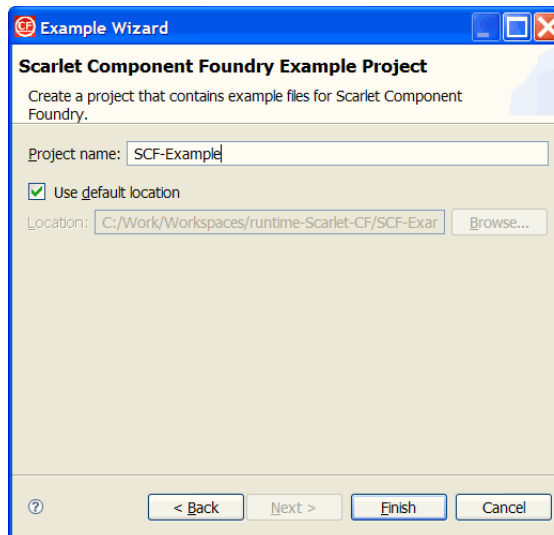 CF Example Wizard
Scarlet Component Foundry Example Project
Create a project that contains example files for Scarlet Component
Foundry.
Project name: SCF-Example
Use default location
Location: C:/Work/Workspaces/runtime-Scarlet-CF/SCF-Exar Browse...
? < Back Next > Finish Cancel